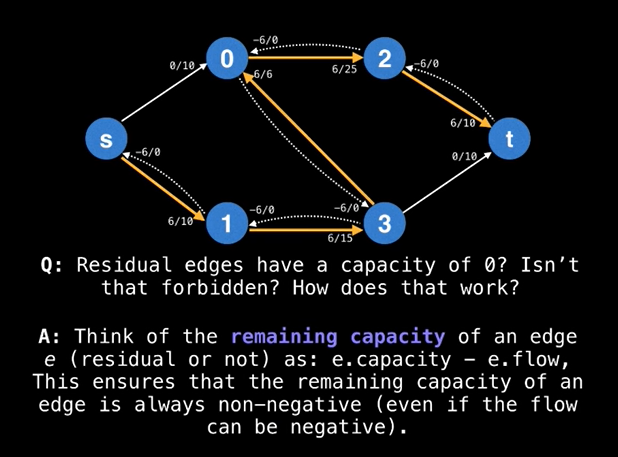 -6/0
0
2
-6/0
0/10
6/6
6/25
6/10
s
t
-6/0
0/10
6/10
1
-6/0
-6/0
3
6/15
Q: Residual edges have a capacity of 0? Isn't
that forbidden? How does that work?
A: Think of the remaining capacity of an edge
e (residual or not) as: e.capacity - e.flow,
This ensures that the remaining capacity of an
edge is always non-negative (even if the flow
can be negative).